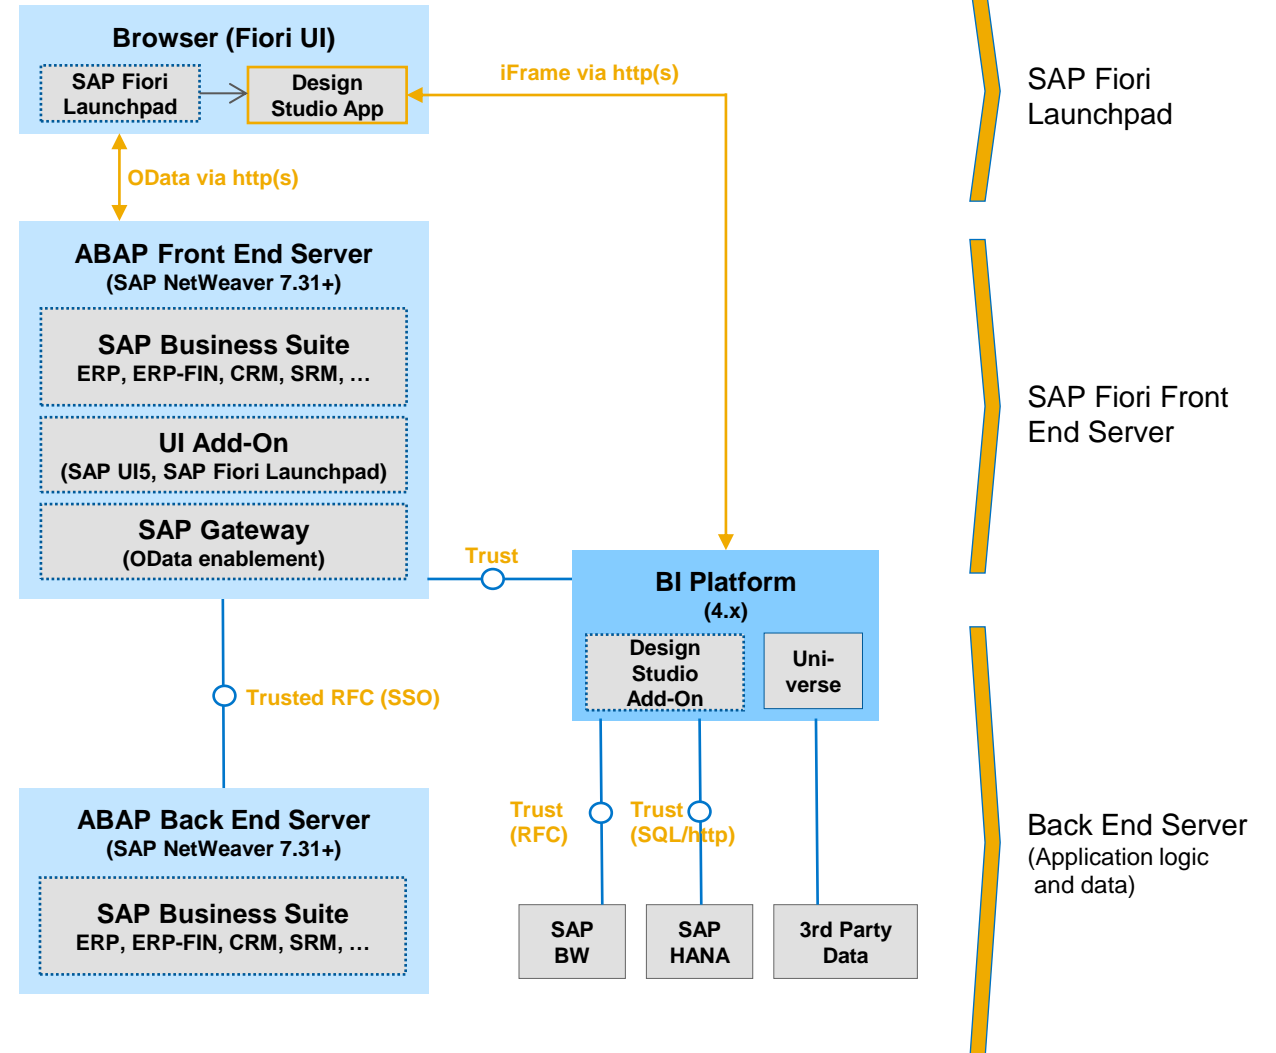 Browser (Fiori UI)
SAP Fiori
Launchpad
Design
Studio App
iFrame via http(s)
SAP Fiori
Launchpad
OData via http(s)
ABAP Front End Server
(SAP NetWeaver 7.31+)
SAP Business Suite
ERP, ERP-FIN, CRM, SRM, …
UI Add-On
(SAP UI5, SAP Fiori Launchpad)
SAP Gateway
(OData enablement)
SAP Fiori Front
End Server
Trust
BI Platform
(4.x)
Design
Studio
Add-On
Uni-
verse
Trusted RFC (SSO)
Trust
(RFC)
Trust
(SQL/http)
ABAP Back End Server
(SAP NetWeaver 7.31+)
SAP Business Suite
ERP, ERP-FIN, CRM, SRM, …
SAP
BW
SAP
HANA
3rd Party
Data
Back End Server
(Application logic
and data)